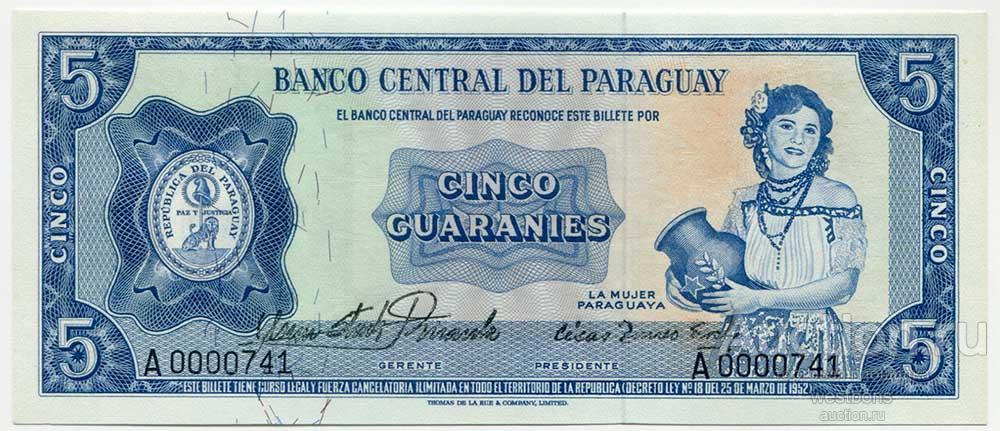 5
5
BANCO CENTRAL DEL PARAGUAY
EL BANCO CENTRAL DEL PARAGUAY RECONOCE ESTE BILLETE POR
CINCO
REPUBLICA DEL PARAGUAY
PAZ Y JUSTICIA
CINCO
GUARANIES
CINCO
LA MUJER
PARAGUAYA
5
5
A 0000741
GERENTE
PRESIDENTE
A 0000741
ESTE BILLETE TIENE CURSO LEGAL Y FUERZA CANCELATORIA ILIMITADA EN TODO EL TERRITORIO DE LA REPUBLICA (DECRETO LEY Nº 18 DEL 25 DE MARZO DE 1952)
THOMAS DE LA RUE & COMPANY, LIMITED.
westbons
auction.ru